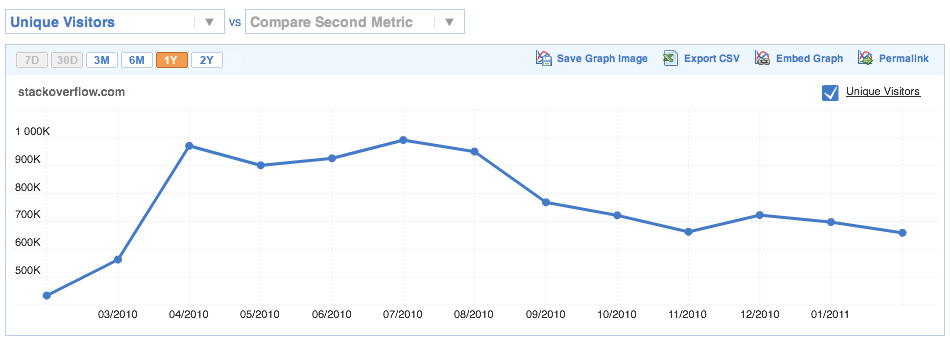 Unique Visitors vs Compare Second Metric
7D 30D 3M 6M 1Y 2Y Save Graph Image Export CSV Embed Graph Permalink
stackoverflow.com Unique Visitors
1 000K
900K
800K
700K
600K
500K
03/2010 04/2010 05/2010 06/2010 07/2010 08/2010 09/2010 10/2010 11/2010 12/2010 01/2011